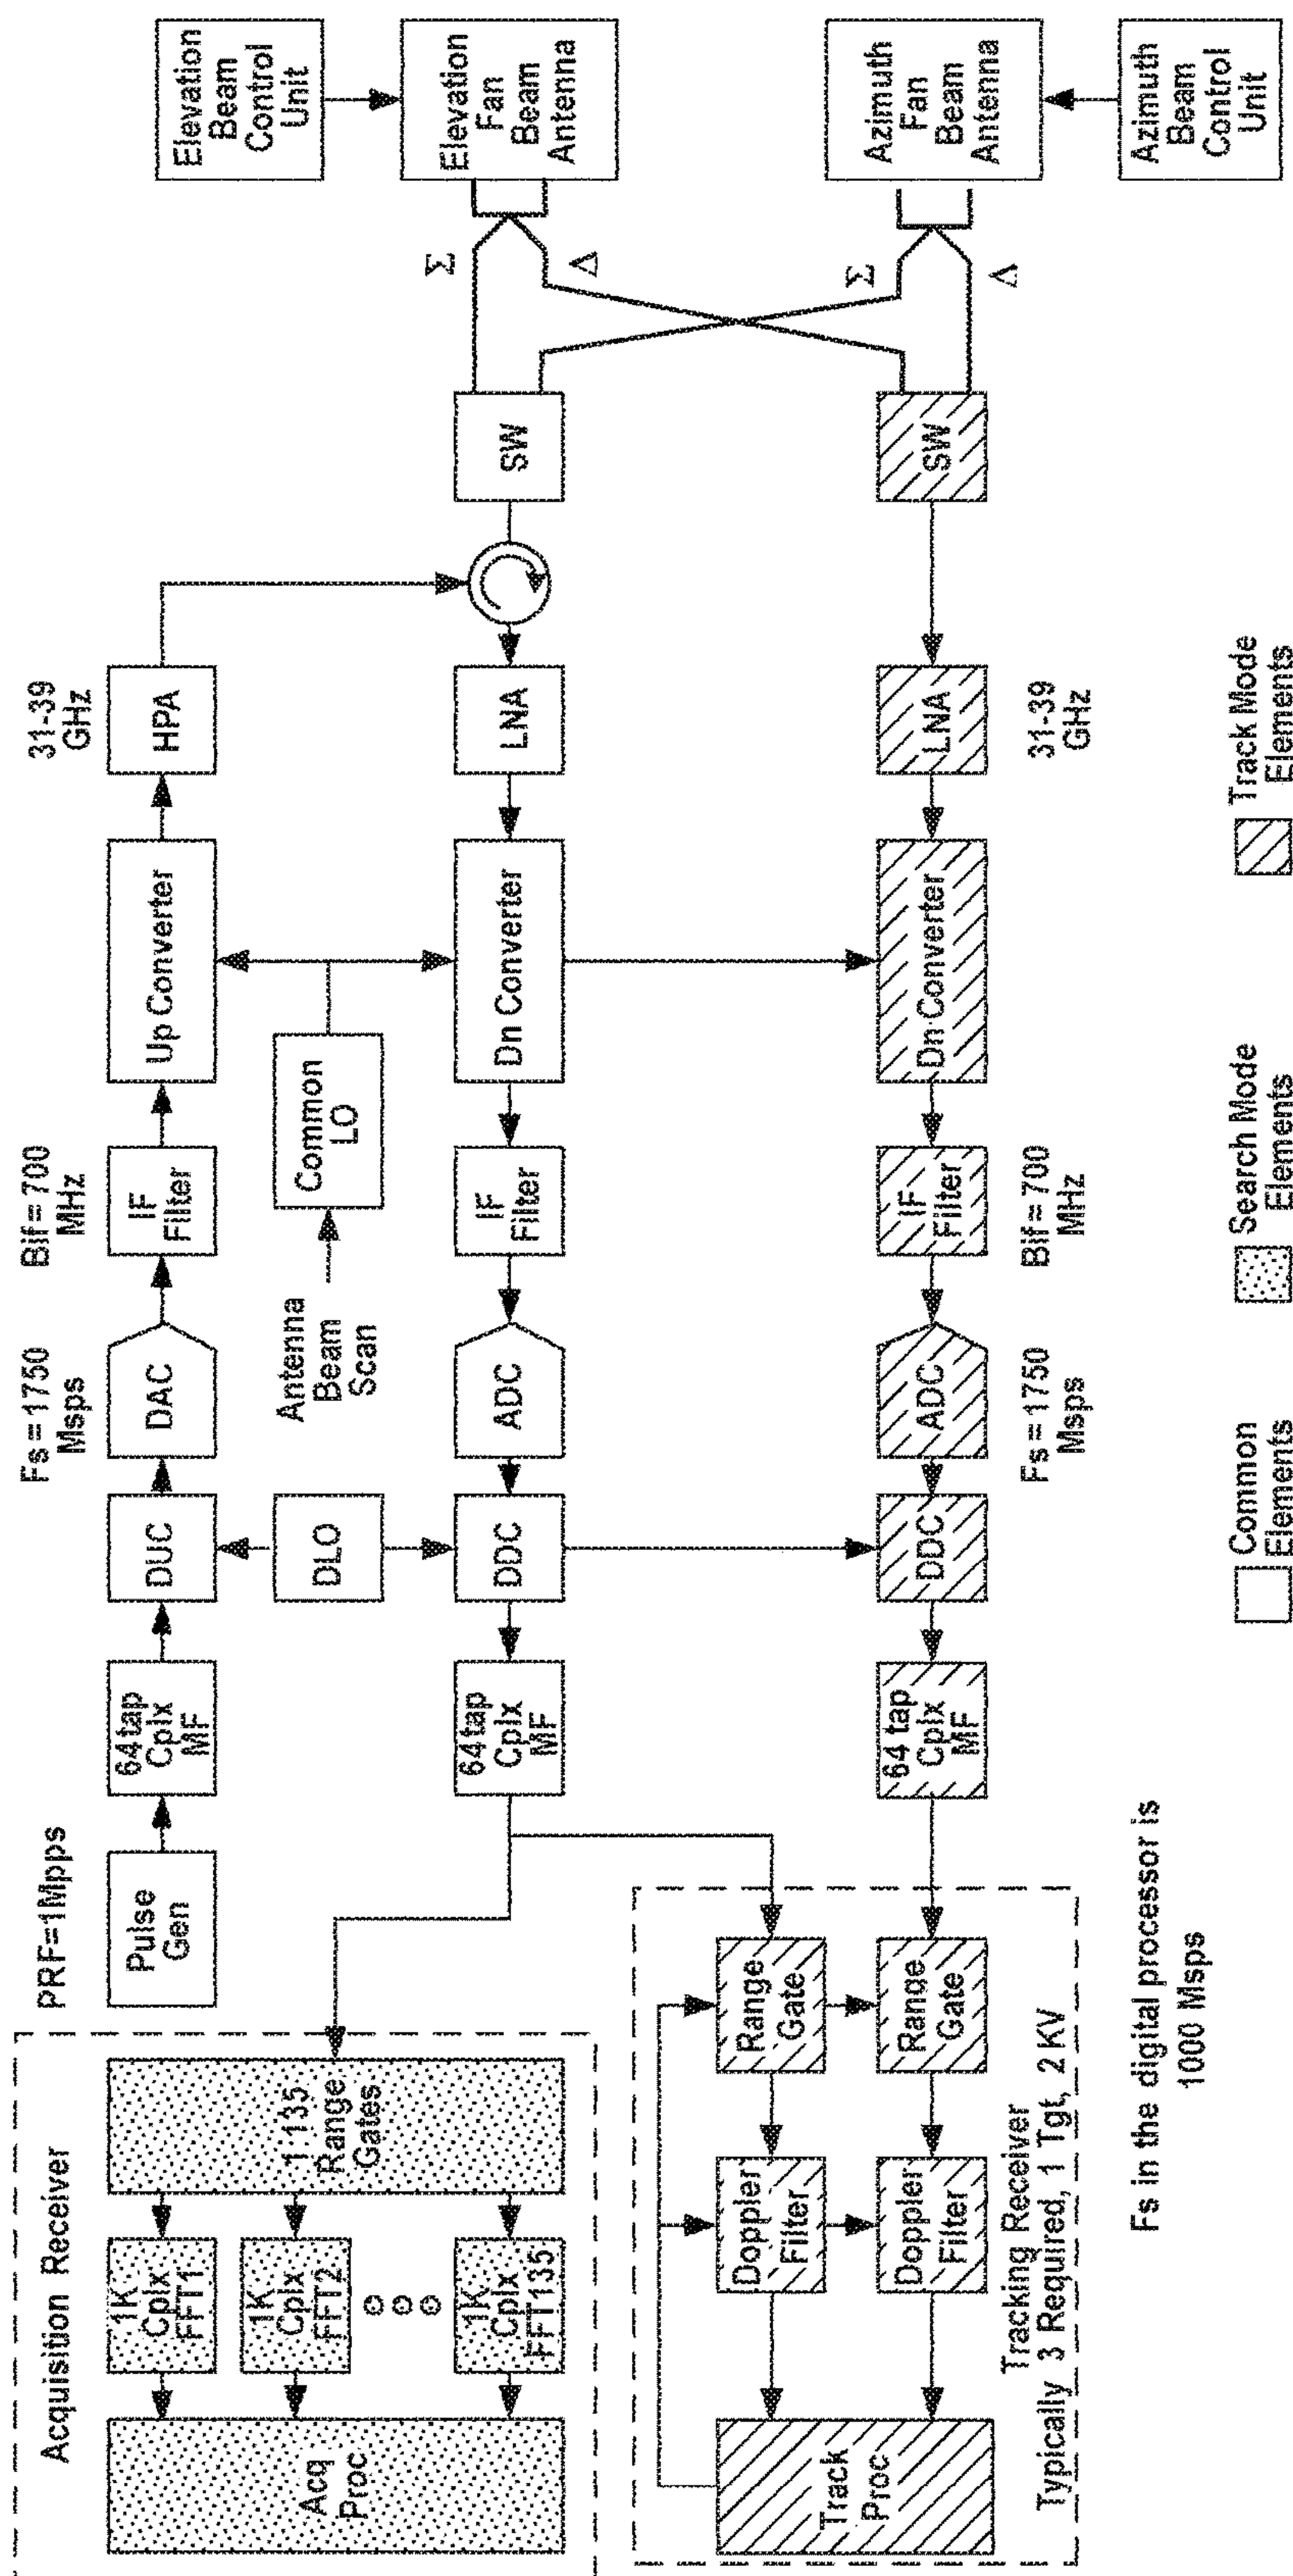 Acquisition Receiver
Acq
Proc
1K
Cplx
FFT1
1K
Cplx
FFT2
1K
Cplx
FFT135
1 135
Range
Gates
PRF=1Mpps
Pulse
Gen
64tap
Cplx
MF
DUC
Fs=1750
Msps
DAC
Bif=700
MHz
IF
Filter
Up Converter
31-39
GHz
HPA
DLO
Antenna
Beam
Scan
Common
LO
64tap
Cplx
MF
DDC
ADC
IF
Filter
Dn Converter
LNA
SW
Σ
Δ
Elevation
Beam
Control
Unit
Elevation
Fan
Beam
Antenna
Track
Proc
Doppler
Filter
Range
Gate
Doppler
Filter
Range
Gate
Tracking Receiver
Typically 3 Required, 1 Tgt, 2 KV
64 tap
Cplx
MF
DDC
ADC
Fs=1750
Msps
IF
Filter
Bif=700
MHz
Dn Converter
LNA
31-39
GHz
SW
Σ
Δ
Azimuth
Fan
Beam
Antenna
Azimuth
Beam
Control
Unit
Fs in the digital processor is
1000 Msps
Common
Elements
Search Mode
Elements
Track Mode
Elements